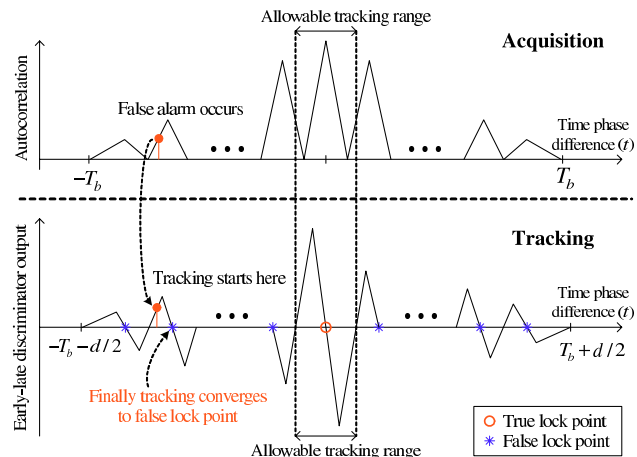 Allowable tracking range
Acquisition
Autocorrelation
False alarm occurs
Time phase
difference (t)
−T_b
T_b
Tracking
Early-late discriminator output
Tracking starts here
Time phase
difference (t)
−T_b − d / 2
T_b + d / 2
Finally tracking converges
to false lock point
True lock point
False lock point
Allowable tracking range